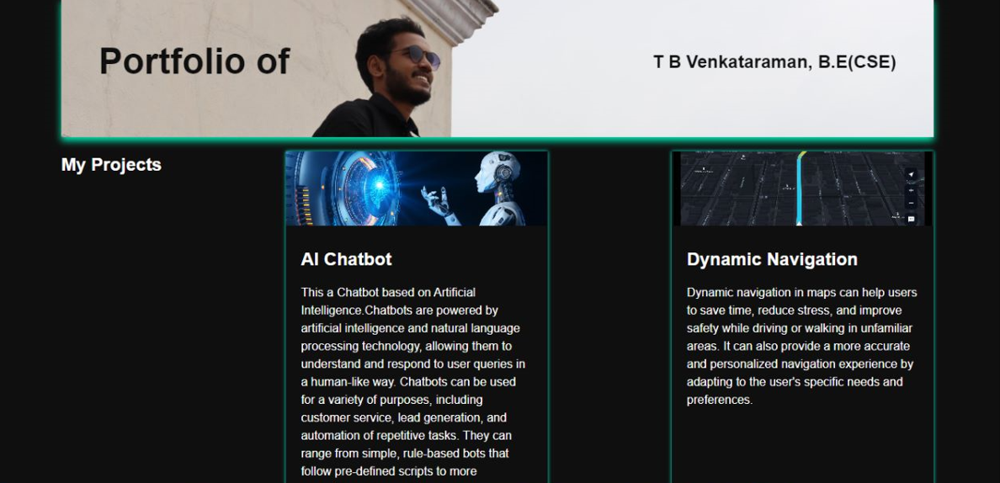 Portfolio of
T B Venkataraman, B.E(CSE)
My Projects
AI Chatbot
This a Chatbot based on Artificial
Intelligence.Chatbots are powered by
artificial intelligence and natural language
processing technology, allowing them to
understand and respond to user queries in
a human-like way. Chatbots can be used
for a variety of purposes, including
customer service, lead generation, and
automation of repetitive tasks. They can
range from simple, rule-based bots that
follow pre-defined scripts to more
Dynamic Navigation
Dynamic navigation in maps can help users
to save time, reduce stress, and improve
safety while driving or walking in unfamiliar
areas. It can also provide a more accurate
and personalized navigation experience by
adapting to the user's specific needs and
preferences.